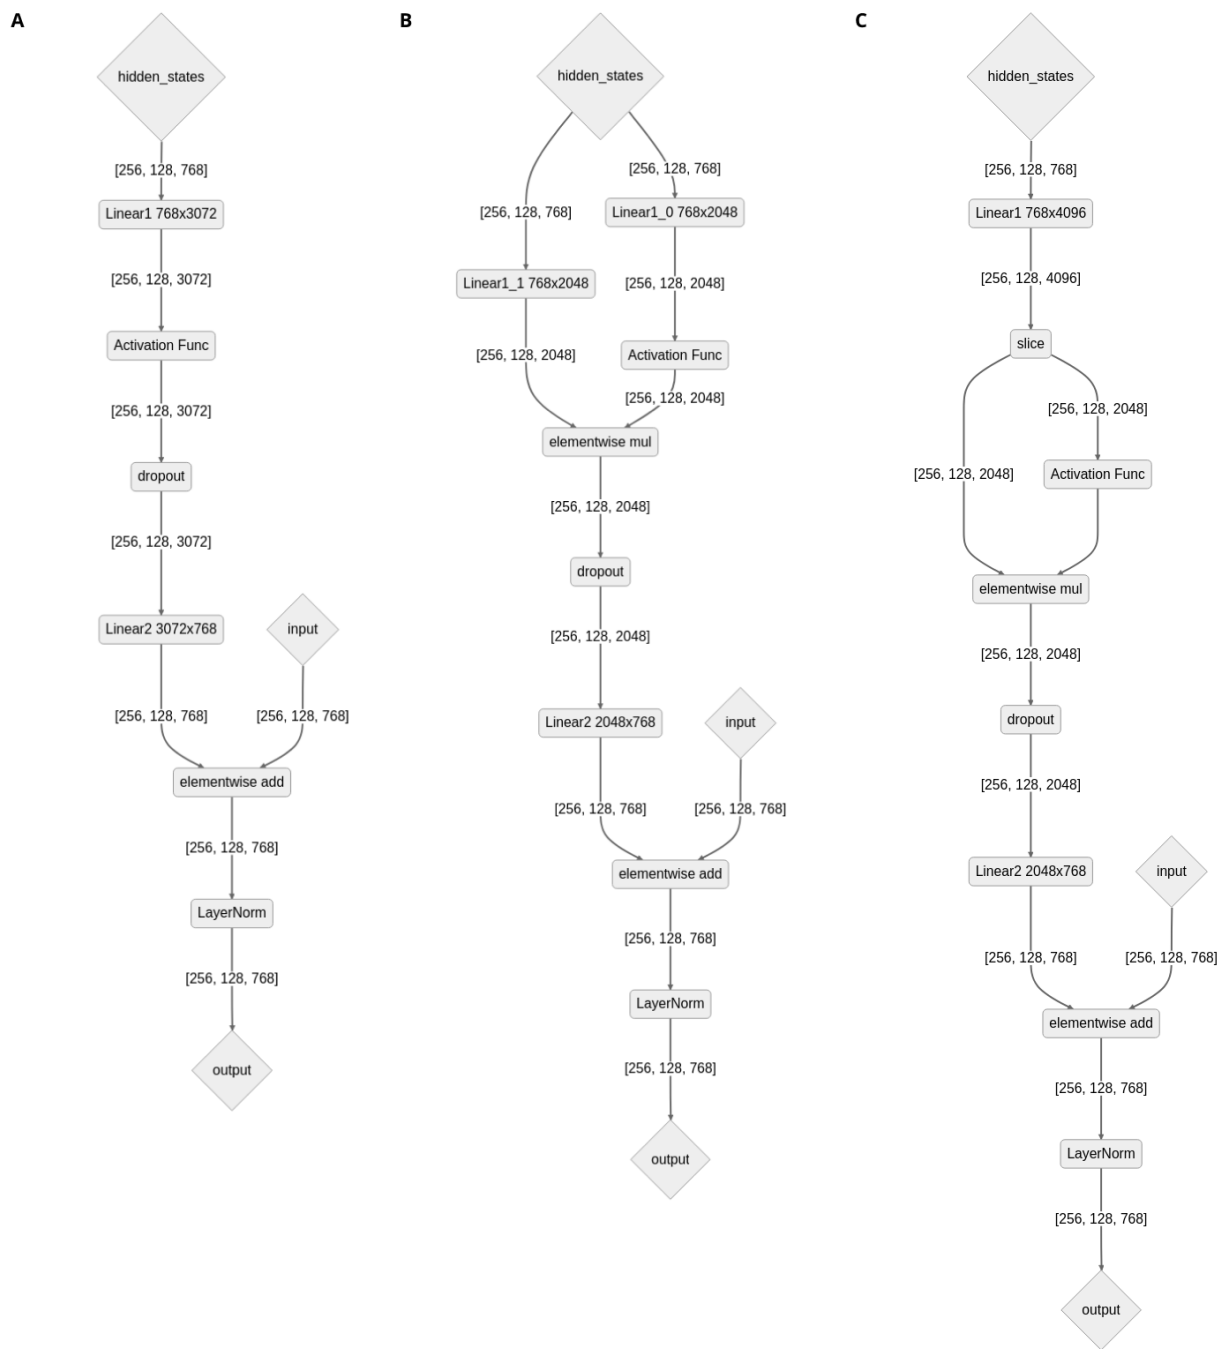 A
hidden_states
[256, 128, 768]
Linear1 768x3072
[256, 128, 3072]
Activation Func
[256, 128, 3072]
dropout
[256, 128, 3072]
Linear2 3072x768
input
[256, 128, 768]
[256, 128, 768]
elementwise add
[256, 128, 768]
LayerNorm
[256, 128, 768]
output
B
hidden_states
[256, 128, 768]
[256, 128, 768]
Linear1_0 768x2048
Linear1_1 768x2048
[256, 128, 2048]
[256, 128, 2048]
Activation Func
[256, 128, 2048]
elementwise mul
[256, 128, 2048]
dropout
[256, 128, 2048]
Linear2 2048x768
input
[256, 128, 768]
[256, 128, 768]
elementwise add
[256, 128, 768]
LayerNorm
[256, 128, 768]
output
C
hidden_states
[256, 128, 768]
Linear1 768x4096
[256, 128, 4096]
slice
[256, 128, 2048]
[256, 128, 2048]
Activation Func
elementwise mul
[256, 128, 2048]
dropout
[256, 128, 2048]
Linear2 2048x768
input
[256, 128, 768]
[256, 128, 768]
elementwise add
[256, 128, 768]
LayerNorm
[256, 128, 768]
output